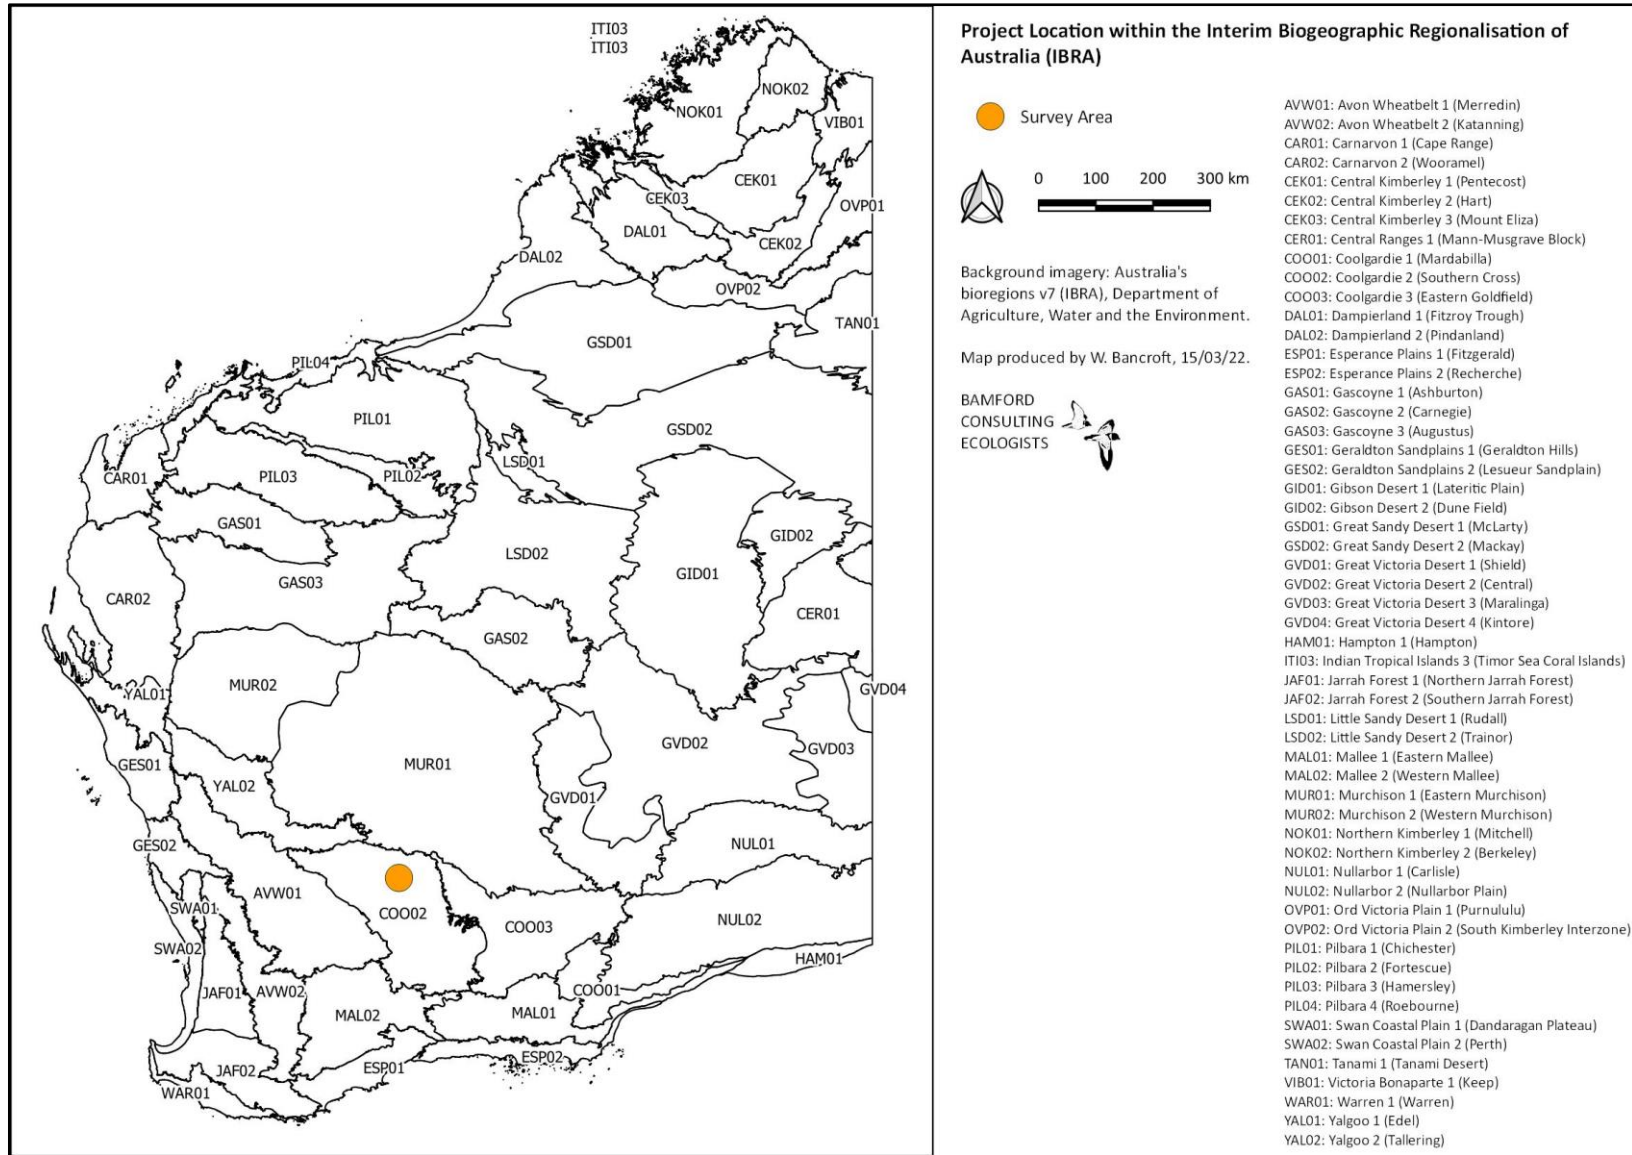 ITI03
ITI03
NOK02
NOK01
VIB01
CEK01
CEK03
OVP01
DAL01
CEK02
DAL02
OVP02
TAN01
GSD01
PIL04
PIL01
GSD02
LSD01
CAR01
PIL03
PIL02
GAS01
GID02
LSD02
GID01
GAS03
CAR02
CER01
GAS02
MUR02
YAL01
GVD04
GVD02
GVD03
GES01
MUR01
YAL02
GVD01
GES02
NUL01
AVW01
SWA01
COO02
NUL02
COO03
SWA02
HAM01
JAF01
AVW02
COO01
MAL02
MAL01
ESP02
JAF02
ESP01
WAR01
Project Location within the Interim Biogeographic Regionalisation of
Australia (IBRA)
Survey Area
0 100 200 300 km
Background imagery: Australia's
bioregions v7 (IBRA), Department of
Agriculture, Water and the Environment.
Map produced by W. Bancroft, 15/03/22.
BAMFORD
CONSULTING
ECOLOGISTS
AVW01: Avon Wheatbelt 1 (Merredin)
AVW02: Avon Wheatbelt 2 (Katanning)
CAR01: Carnarvon 1 (Cape Range)
CAR02: Carnarvon 2 (Wooramel)
CEK01: Central Kimberley 1 (Pentecost)
CEK02: Central Kimberley 2 (Hart)
CEK03: Central Kimberley 3 (Mount Eliza)
CER01: Central Ranges 1 (Mann-Musgrave Block)
COO01: Coolgardie 1 (Mardabilla)
COO02: Coolgardie 2 (Southern Cross)
COO03: Coolgardie 3 (Eastern Goldfield)
DAL01: Dampierland 1 (Fitzroy Trough)
DAL02: Dampierland 2 (Pindanland)
ESP01: Esperance Plains 1 (Fitzgerald)
ESP02: Esperance Plains 2 (Recherche)
GAS01: Gascoyne 1 (Ashburton)
GAS02: Gascoyne 2 (Carnegie)
GAS03: Gascoyne 3 (Augustus)
GES01: Geraldton Sandplains 1 (Geraldton Hills)
GES02: Geraldton Sandplains 2 (Lesueur Sandplain)
GID01: Gibson Desert 1 (Lateritic Plain)
GID02: Gibson Desert 2 (Dune Field)
GSD01: Great Sandy Desert 1 (McLarty)
GSD02: Great Sandy Desert 2 (Mackay)
GVD01: Great Victoria Desert 1 (Shield)
GVD02: Great Victoria Desert 2 (Central)
GVD03: Great Victoria Desert 3 (Maralinga)
GVD04: Great Victoria Desert 4 (Kintore)
HAM01: Hampton 1 (Hampton)
ITI03: Indian Tropical Islands 3 (Timor Sea Coral Islands)
JAF01: Jarrah Forest 1 (Northern Jarrah Forest)
JAF02: Jarrah Forest 2 (Southern Jarrah Forest)
LSD01: Little Sandy Desert 1 (Rudall)
LSD02: Little Sandy Desert 2 (Trainor)
MAL01: Mallee 1 (Eastern Mallee)
MAL02: Mallee 2 (Western Mallee)
MUR01: Murchison 1 (Eastern Murchison)
MUR02: Murchison 2 (Western Murchison)
NOK01: Northern Kimberley 1 (Mitchell)
NOK02: Northern Kimberley 2 (Berkeley)
NUL01: Nullarbor 1 (Carlisle)
NUL02: Nullarbor 2 (Nullarbor Plain)
OVP01: Ord Victoria Plain 1 (Purnululu)
OVP02: Ord Victoria Plain 2 (South Kimberley Interzone)
PIL01: Pilbara 1 (Chichester)
PIL02: Pilbara 2 (Fortescue)
PIL03: Pilbara 3 (Hamersley)
PIL04: Pilbara 4 (Roebourne)
SWA01: Swan Coastal Plain 1 (Dandaragan Plateau)
SWA02: Swan Coastal Plain 2 (Perth)
TAN01: Tanami 1 (Tanami Desert)
VIB01: Victoria Bonaparte 1 (Keep)
WAR01: Warren 1 (Warren)
YAL01: Yalgoo 1 (Edel)
YAL02: Yalgoo 2 (Tallering)